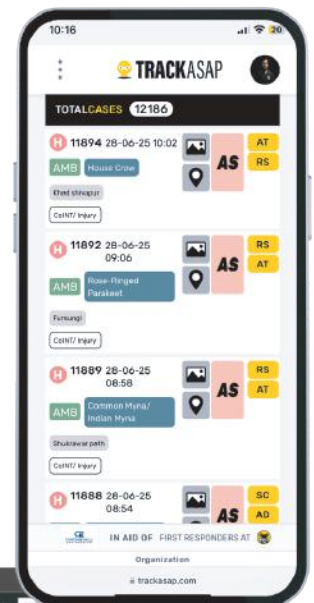 10:16
20
TRACKASAP
TOTALCASES 12186
H 11894 28-06-25 10:02
AMB House Crow
AS
AT
RS
Khed shivapur
ColNT/ Injury
H 11892 28-06-25
09:06
AMB Rose-Ringed
Parakeet
AS
RS
AT
Fursungi
ColNT/ Injury
H 11889 28-06-25
08:58
AMB Common Myna/
Indian Myna
AS
RS
AT
Shukrawar peth
ColNT/ Injury
H 11888 28-06-25
08:54
AS
SC
AD
IN AID OF FIRST RESPONDERS AT
Organization
trackasap.com